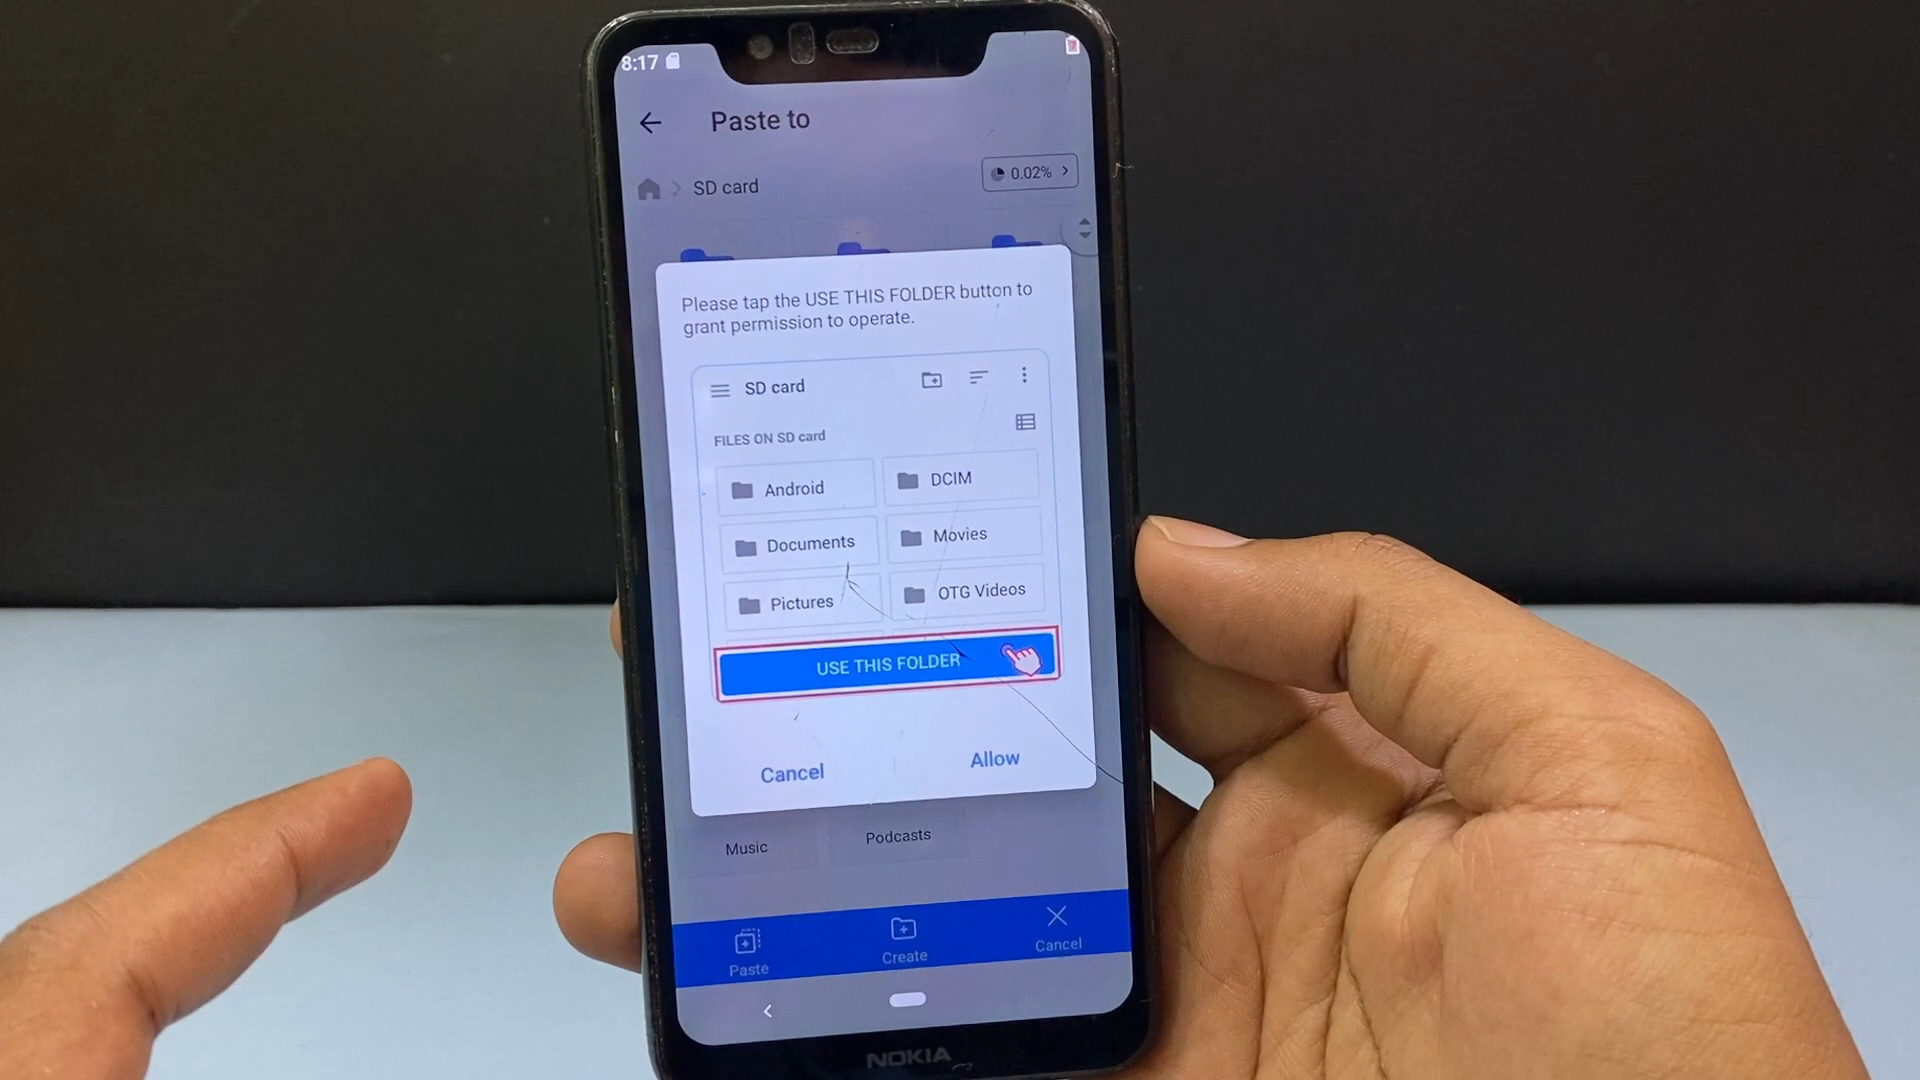 8:17
Paste to
SD card
0.02%
Please tap the USE THIS FOLDER button to
grant permission to operate.
SD card
FILES ON SD card
Android
DCIM
Documents
Movies
Pictures
OTG Videos
USE THIS FOLDER
Cancel
Allow
Music
Podcasts
Paste
Create
Cancel
NOKIA